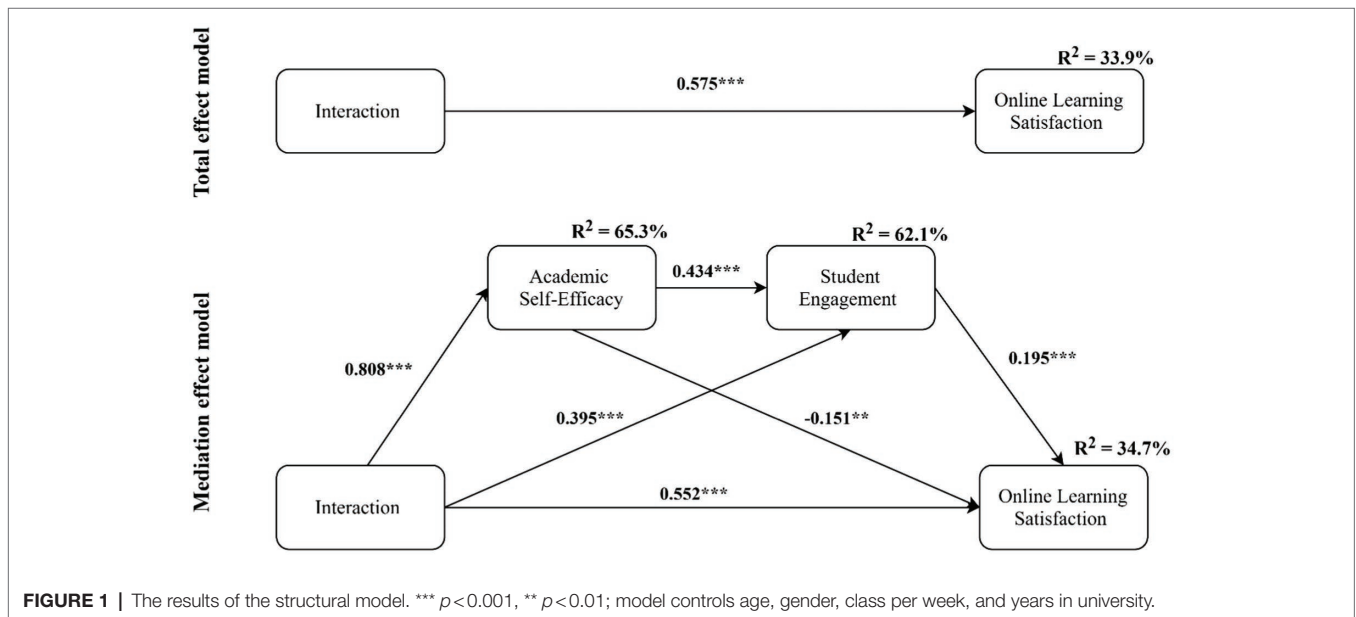 Total effect model
R² = 33.9%
0.575***
Interaction
Online Learning
Satisfaction
Mediation effect model
R² = 65.3%
R² = 62.1%
Academic
Self-Efficacy
0.434***
Student
Engagement
0.808***
0.395***
-0.151**
0.195***
R² = 34.7%
Interaction
0.552***
Online Learning
Satisfaction
FIGURE 1 | The results of the structural model. *** p<0.001, ** p<0.01; model controls age, gender, class per week, and years in university.